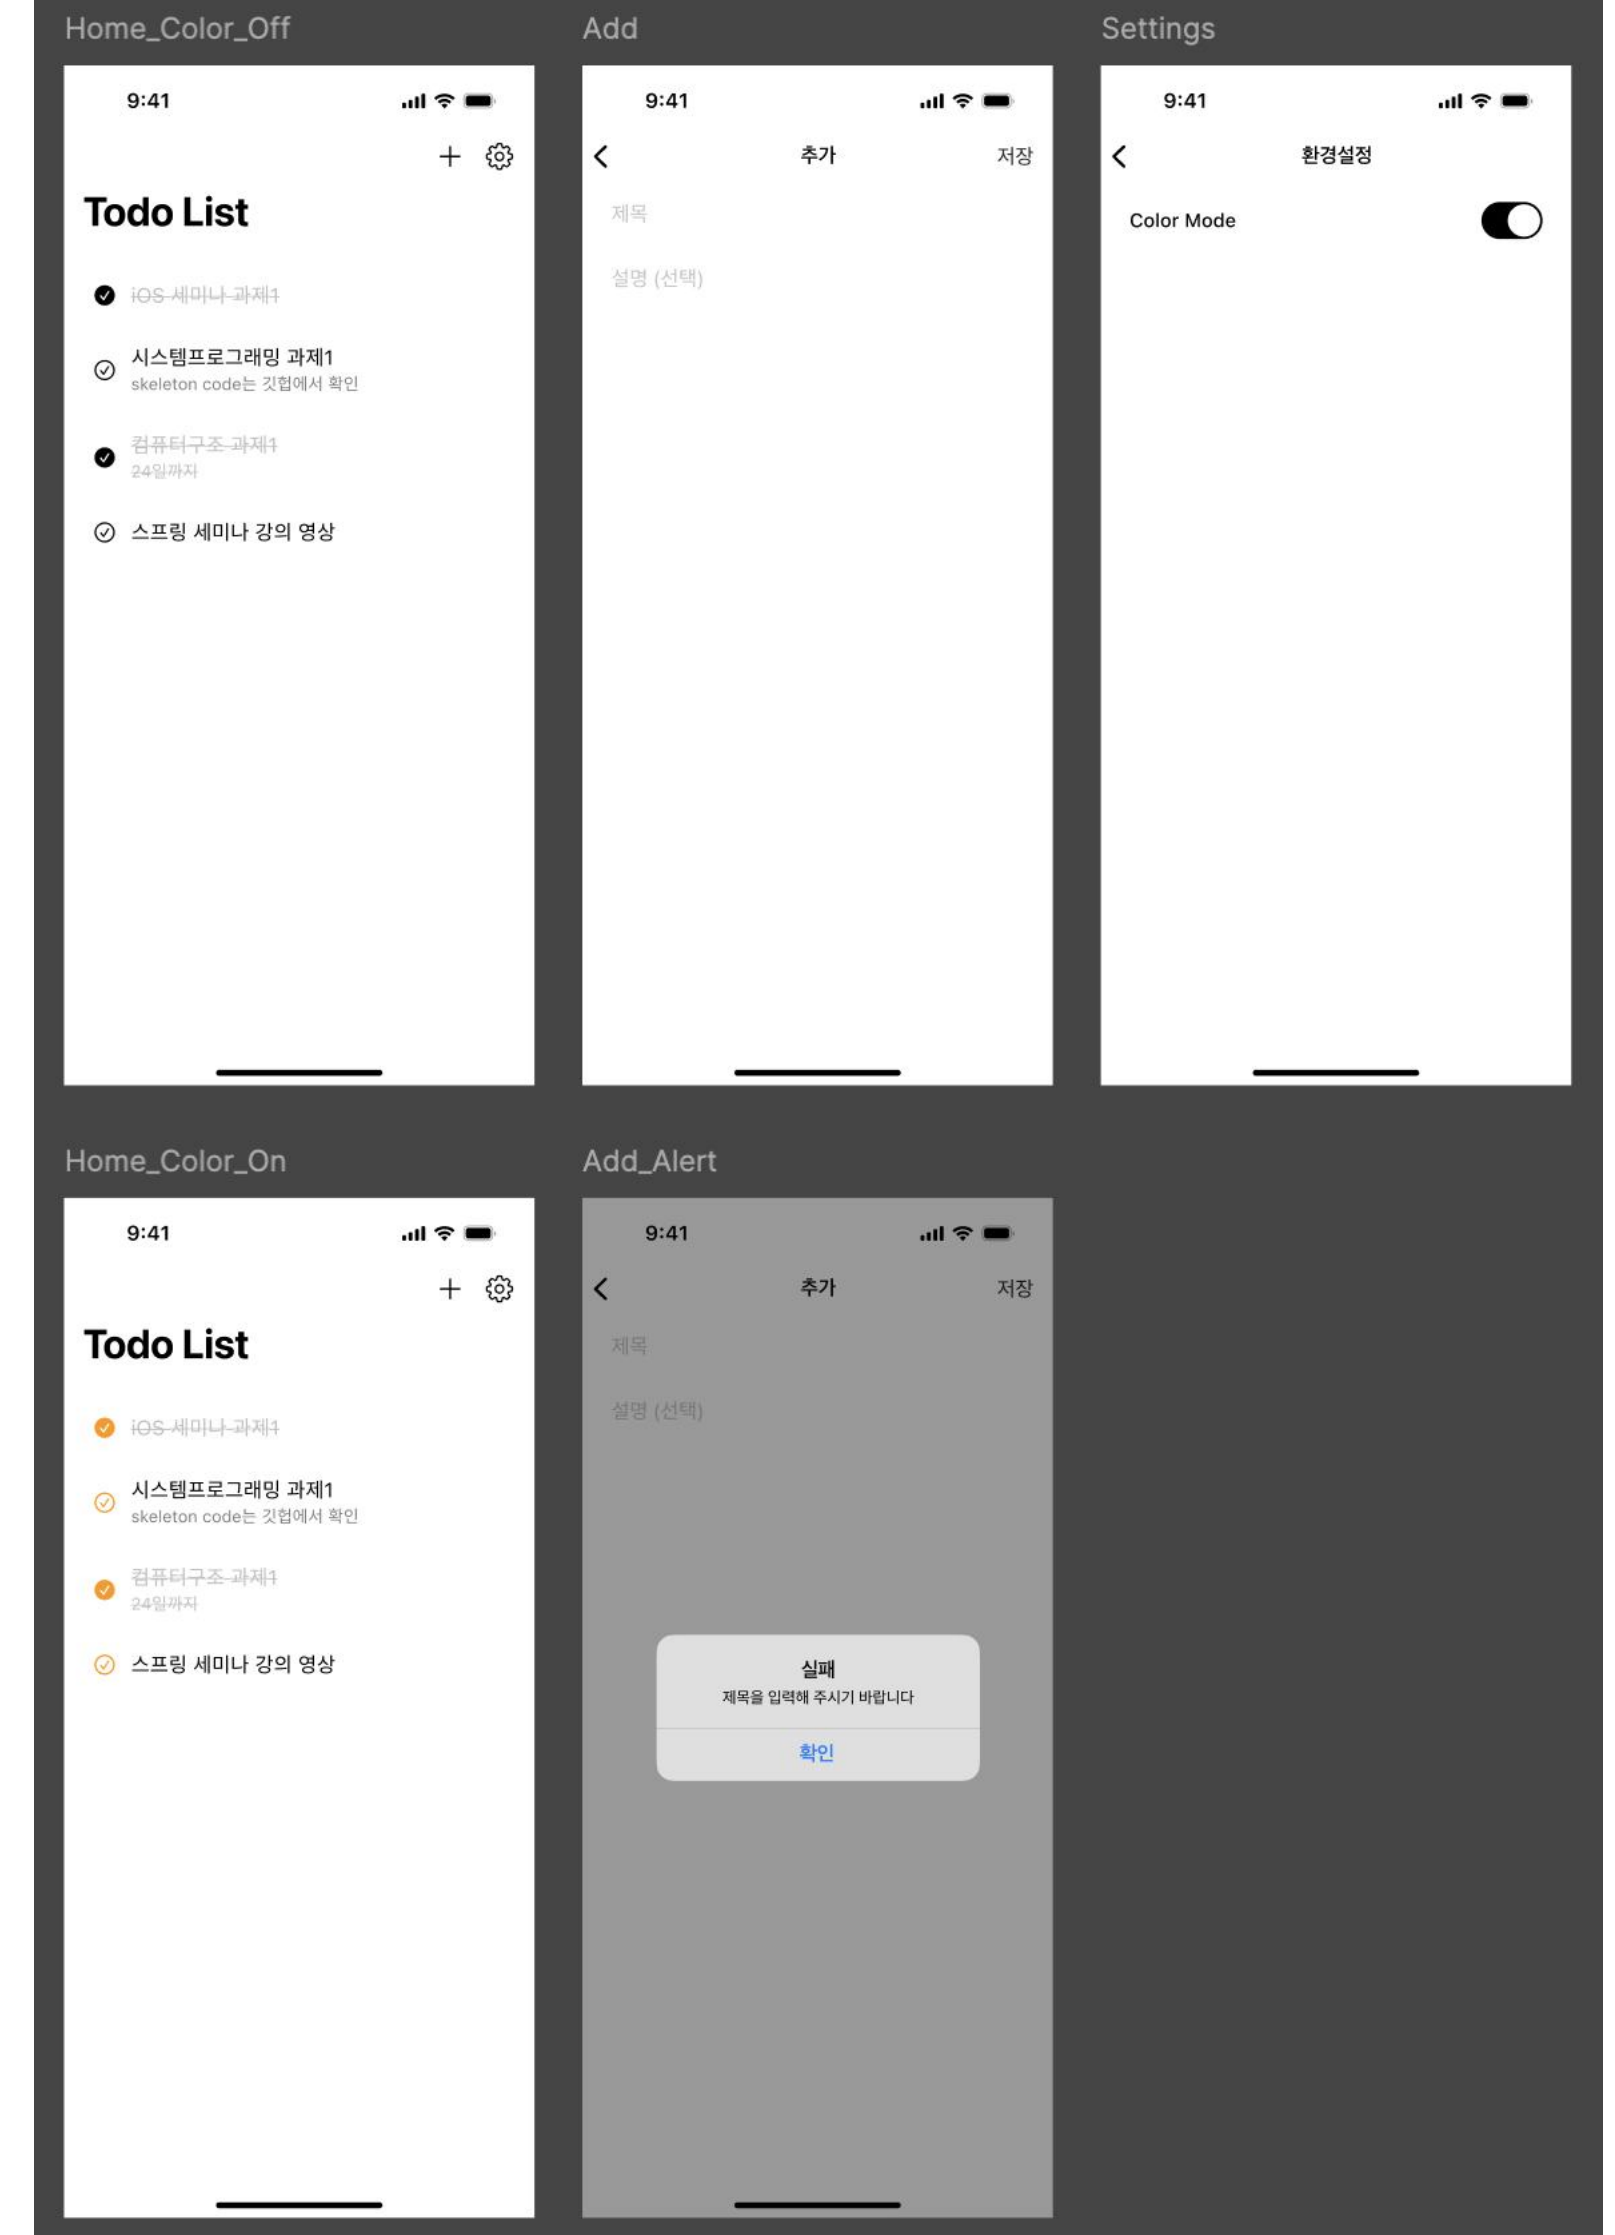 Home_Color_Off
9:41
Todo List
iOS 세미나 과제1
시스템프로그래밍 과제1
skeleton code는 깃헙에서 확인
컴퓨터구조 과제1
24일까지
스프링 세미나 강의 영상
Add
9:41
추가
저장
제목
설명 (선택)
Settings
9:41
환경설정
Color Mode
Home_Color_On
9:41
Todo List
iOS 세미나 과제1
시스템프로그래밍 과제1
skeleton code는 깃헙에서 확인
컴퓨터구조 과제1
24일까지
스프링 세미나 강의 영상
Add_Alert
9:41
추가
저장
제목
설명 (선택)
실패
제목을 입력해 주시기 바랍니다
확인